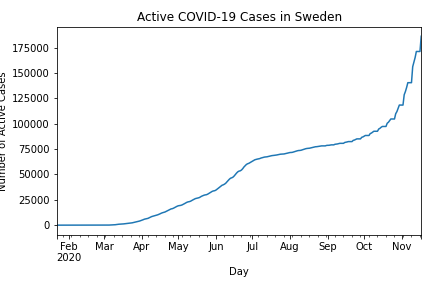 Active COVID-19 Cases in Sweden
Number of Active Cases
175000
150000
125000
100000
75000
50000
25000
0
Feb Mar Apr May Jun Jul Aug Sep Oct Nov
2020
Day